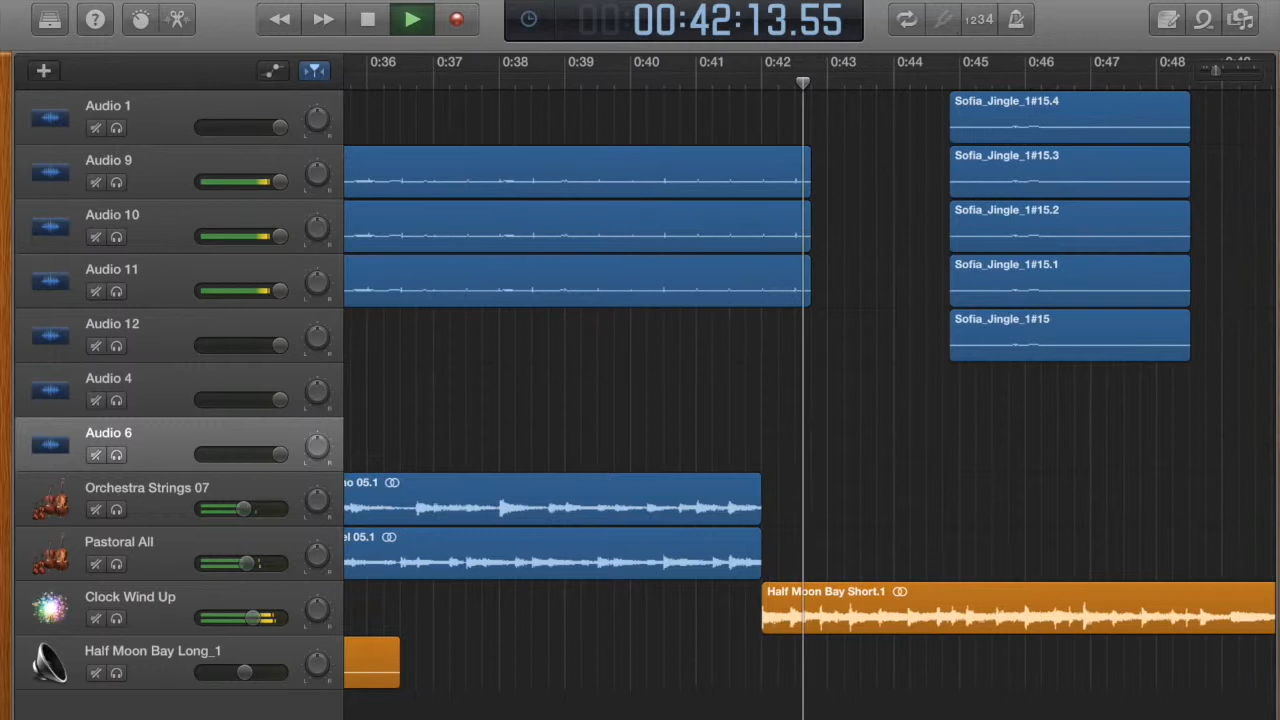 00:42:13.55
1234
0:36 0:37 0:38 0:39 0:40 0:41 0:42 0:43 0:44 0:45 0:46 0:47 0:48
Audio 1
L R
Sofia_Jingle_1#15.4
Audio 9
L R
Sofia_Jingle_1#15.3
Audio 10
L R
Sofia_Jingle_1#15.2
Audio 11
L R
Sofia_Jingle_1#15.1
Audio 12
L R
Sofia_Jingle_1#15
Audio 4
L R
Audio 6
L R
Orchestra Strings 07
L R
05.1
Pastoral All
L R
05.1
Clock Wind Up
L R
Half Moon Bay Short.1
Half Moon Bay Long_1
L R